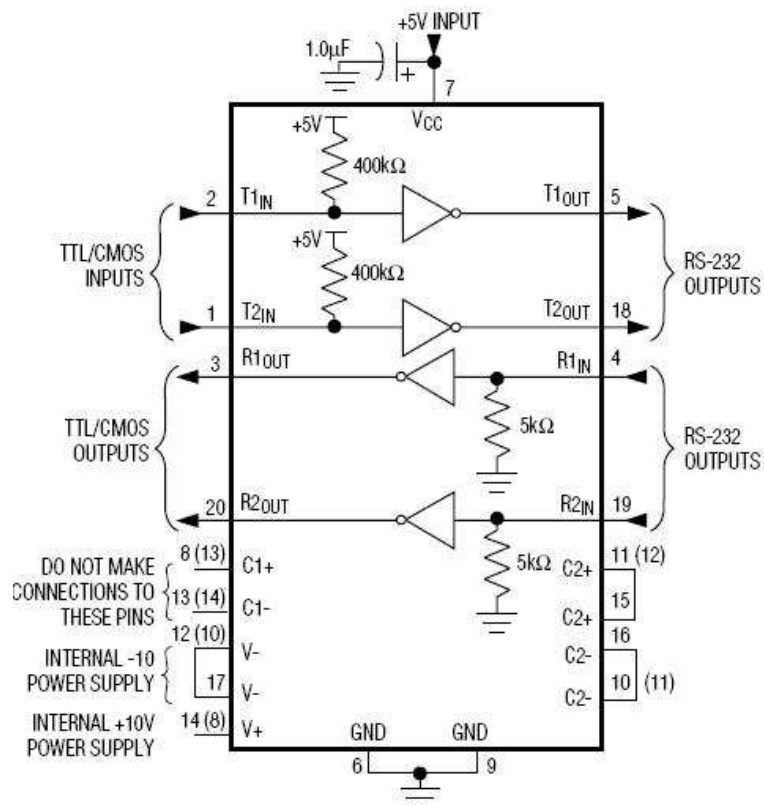 +5V INPUT
1.0µF
+
7
VCC
+5V
400kΩ
2
T1IN
T1OUT
5
+5V
400kΩ
TTL/CMOS
INPUTS
RS-232
OUTPUTS
1
T2IN
T2OUT
18
3
R1OUT
R1IN
4
5kΩ
TTL/CMOS
OUTPUTS
RS-232
OUTPUTS
20
R2OUT
R2IN
19
5kΩ
DO NOT MAKE
CONNECTIONS TO
THESE PINS
8 (13)
C1+
13 (14)
C1-
11 (12)
C2+
15
C2+
INTERNAL -10
POWER SUPPLY
12 (10)
V-
17
V-
16
C2-
10 (11)
C2-
INTERNAL +10V
POWER SUPPLY
14 (8)
V+
GND
GND
6
9